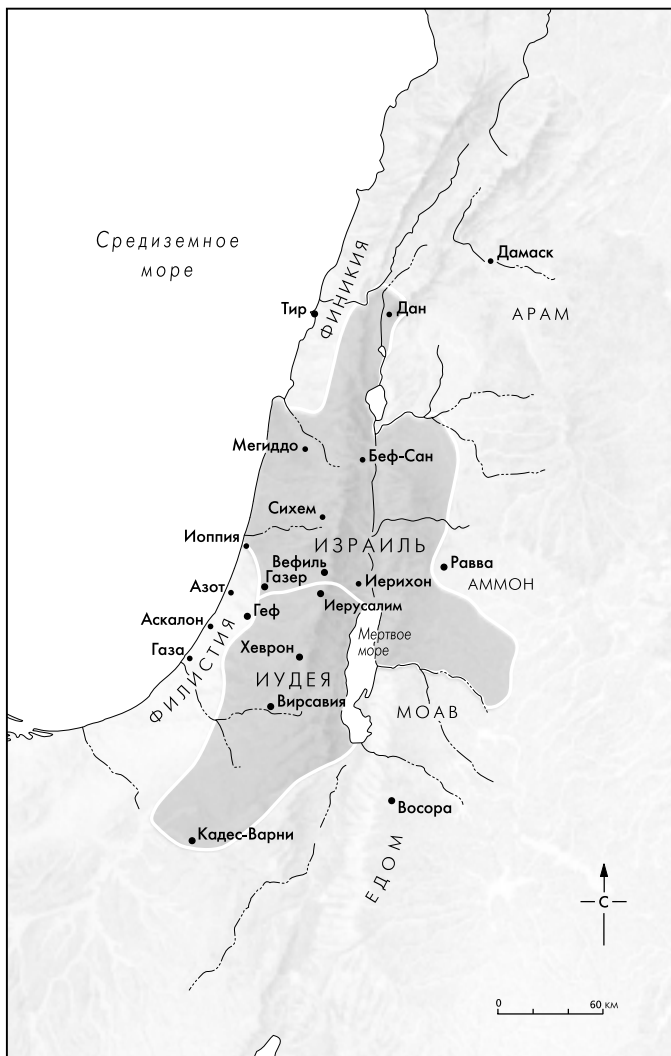 Средиземное
море
ФИНИКИЯ
Дамаск
АРАМ
Тир
Дан
Мегиддо
Беф-Сан
Сихем
Иоппия
ИЗРАИЛЬ
Вефиль
Равва
Газер
Иерихон
АММОН
Азот
Иерусалим
Геф
Аскалон
Мертвое
море
Газа
Хеврон
ФИЛИСТИЯ
ИУДЕЯ
Вирсавия
МОАВ
Восора
Кадес-Варни
ЕДОМ
С
0
60 км